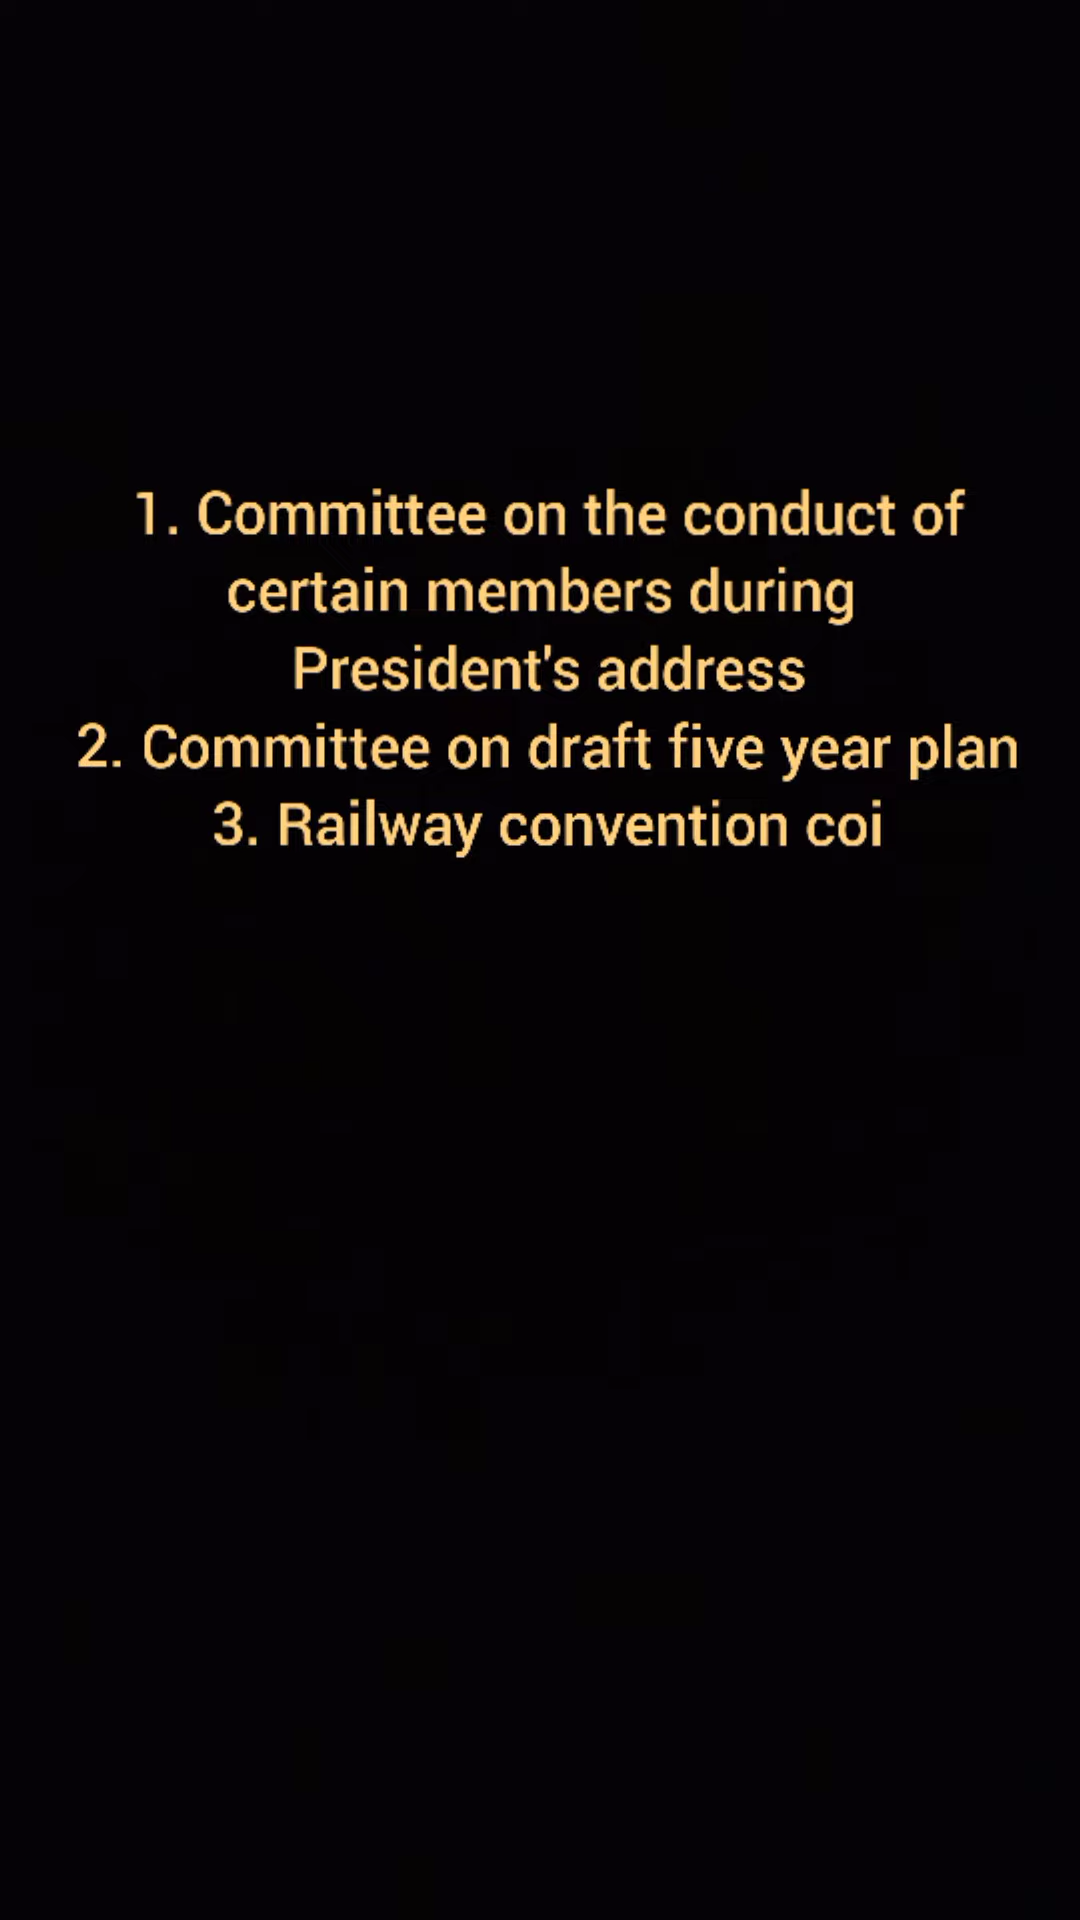 1. Committee on the conduct of
certain members during
President's address
2. Committee on draft five year plan
3. Railway convention coi